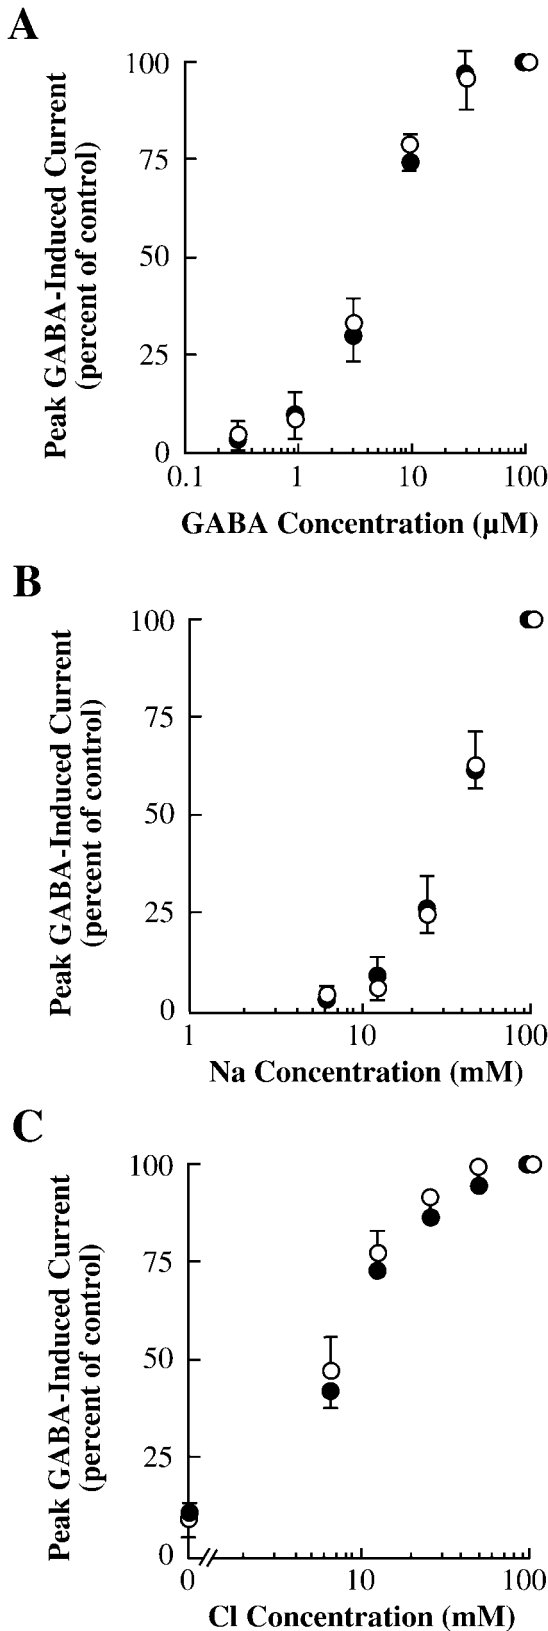 A
Peak GABA-Induced Current
(percent of control)
100
75
50
25
0
0.1 1 10 100
GABA Concentration (µM)
B
Peak GABA-Induced Current
(percent of control)
100
75
50
25
0
1 10 100
Na Concentration (mM)
C
Peak GABA-Induced Current
(percent of control)
100
75
50
25
0
0 10 100
Cl Concentration (mM)